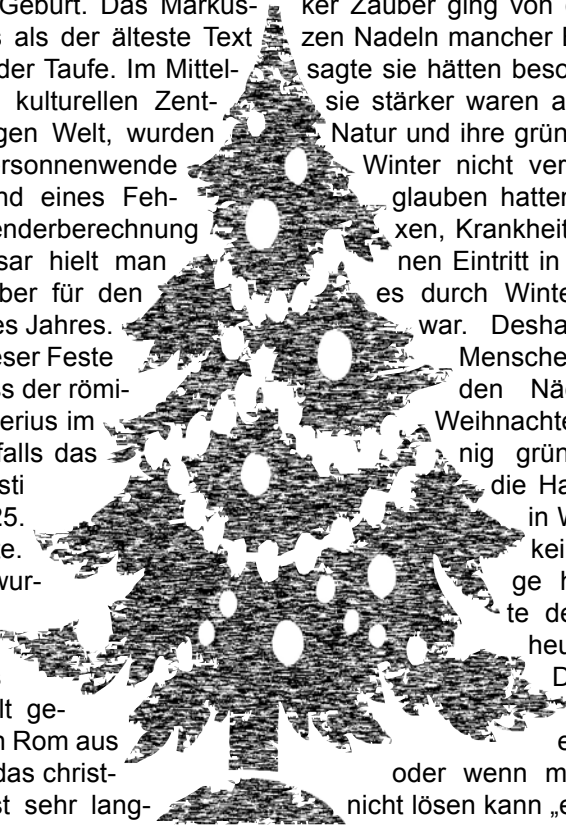 Geburt. Das Markus-
als der älteste Text
der Taufe. Im Mittel-
kulturellen Zent-
gen Welt, wurden
rsonnenwende
nd eines Feh-
enderberechnung
sar hielt man
ber für den
es Jahres.
eser Feste
ss der römi-
erius im
falls das
sti
25.
te.
wur-
lt ge-
n Rom aus
das christ-
st sehr lang-
ker Zauber ging von
zen Nadeln mancher
sagte sie hätten beso
sie stärker waren a
Natur und ihre grün
Winter nicht ver
glauben hatten
xen, Krankheit
nen Eintritt in
es durch Winte
war. Desha
Mensche
den Nä
Weihnachte
nig grün
die Ha
in W
kei
ge h
te de
heu
D
e
oder wenn m
nicht lösen kann „e